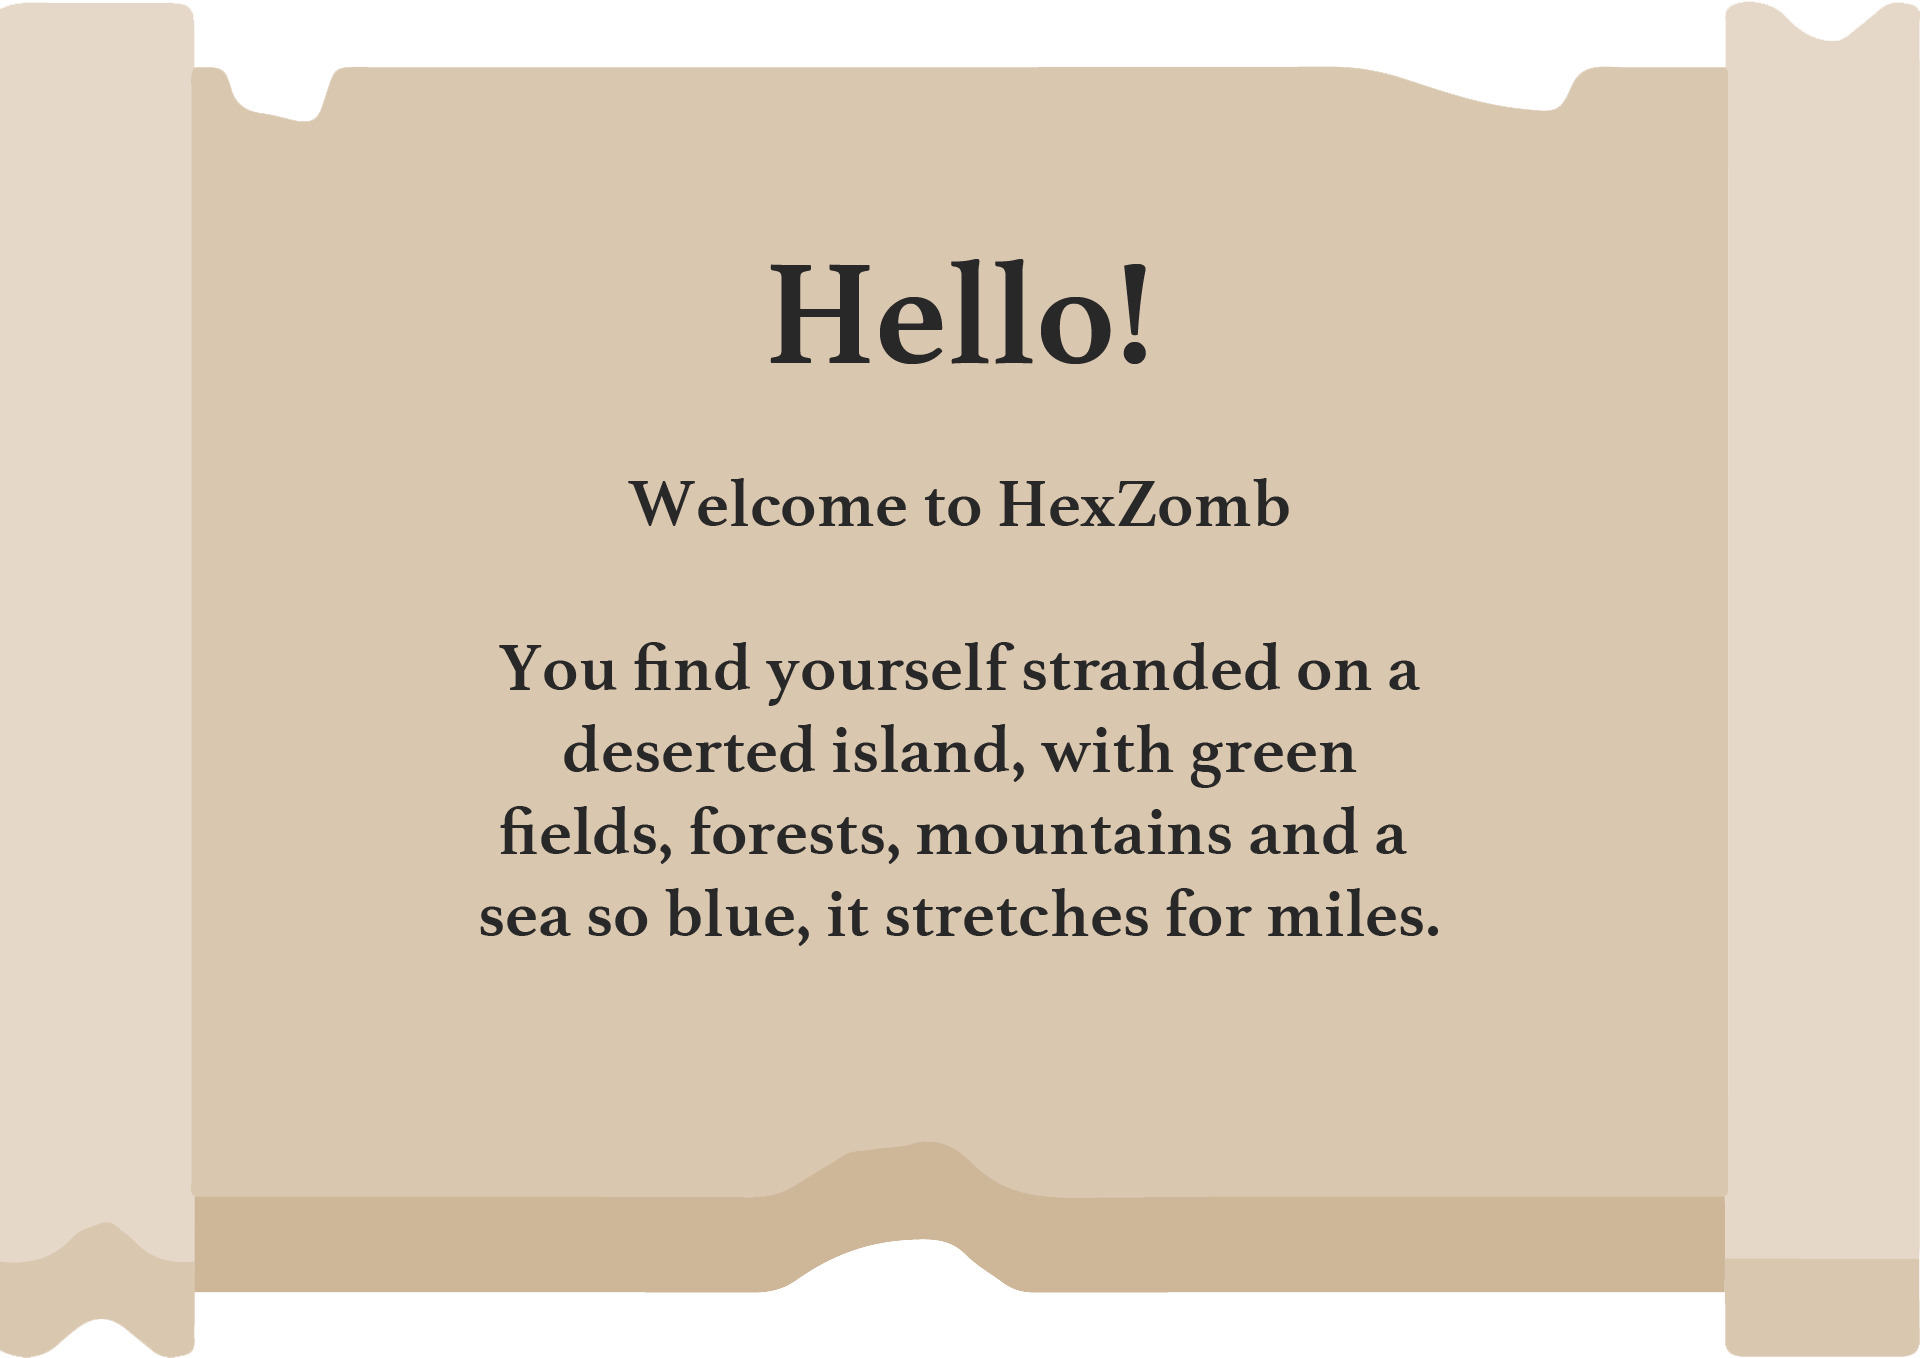 Hello!
Welcome to HexZomb
You find yourself stranded on a
deserted island, with green
fields, forests, mountains and a
sea so blue, it stretches for miles.